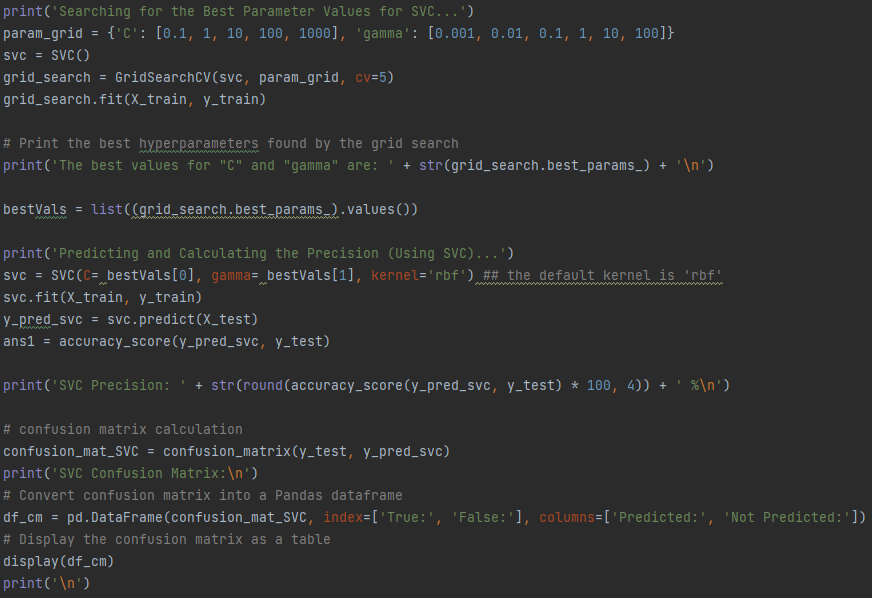 print('Searching for the Best Parameter Values for SVC...')
param_grid = {'C': [0.1, 1, 10, 100, 1000], 'gamma': [0.001, 0.01, 0.1, 1, 10, 100]}
svc = SVC()
grid_search = GridSearchCV(svc, param_grid, cv=5)
grid_search.fit(X_train, y_train)

# Print the best hyperparameters found by the grid search
print('The best values for "C" and "gamma" are: ' + str(grid_search.best_params_) + '\n')

bestVals = list((grid_search.best_params_).values())

print('Predicting and Calculating the Precision (Using SVC)...')
svc = SVC(C= bestVals[0], gamma= bestVals[1], kernel='rbf') ## the default kernel is 'rbf'
svc.fit(X_train, y_train)
y_pred_svc = svc.predict(X_test)
ans1 = accuracy_score(y_pred_svc, y_test)

print('SVC Precision: ' + str(round(accuracy_score(y_pred_svc, y_test) * 100, 4)) + ' %\n')

# confusion matrix calculation
confusion_mat_SVC = confusion_matrix(y_test, y_pred_svc)
print('SVC Confusion Matrix:\n')
# Convert confusion matrix into a Pandas dataframe
df_cm = pd.DataFrame(confusion_mat_SVC, index=['True:', 'False:'], columns=['Predicted:', 'Not Predicted:'])
# Display the confusion matrix as a table
display(df_cm)
print('\n')